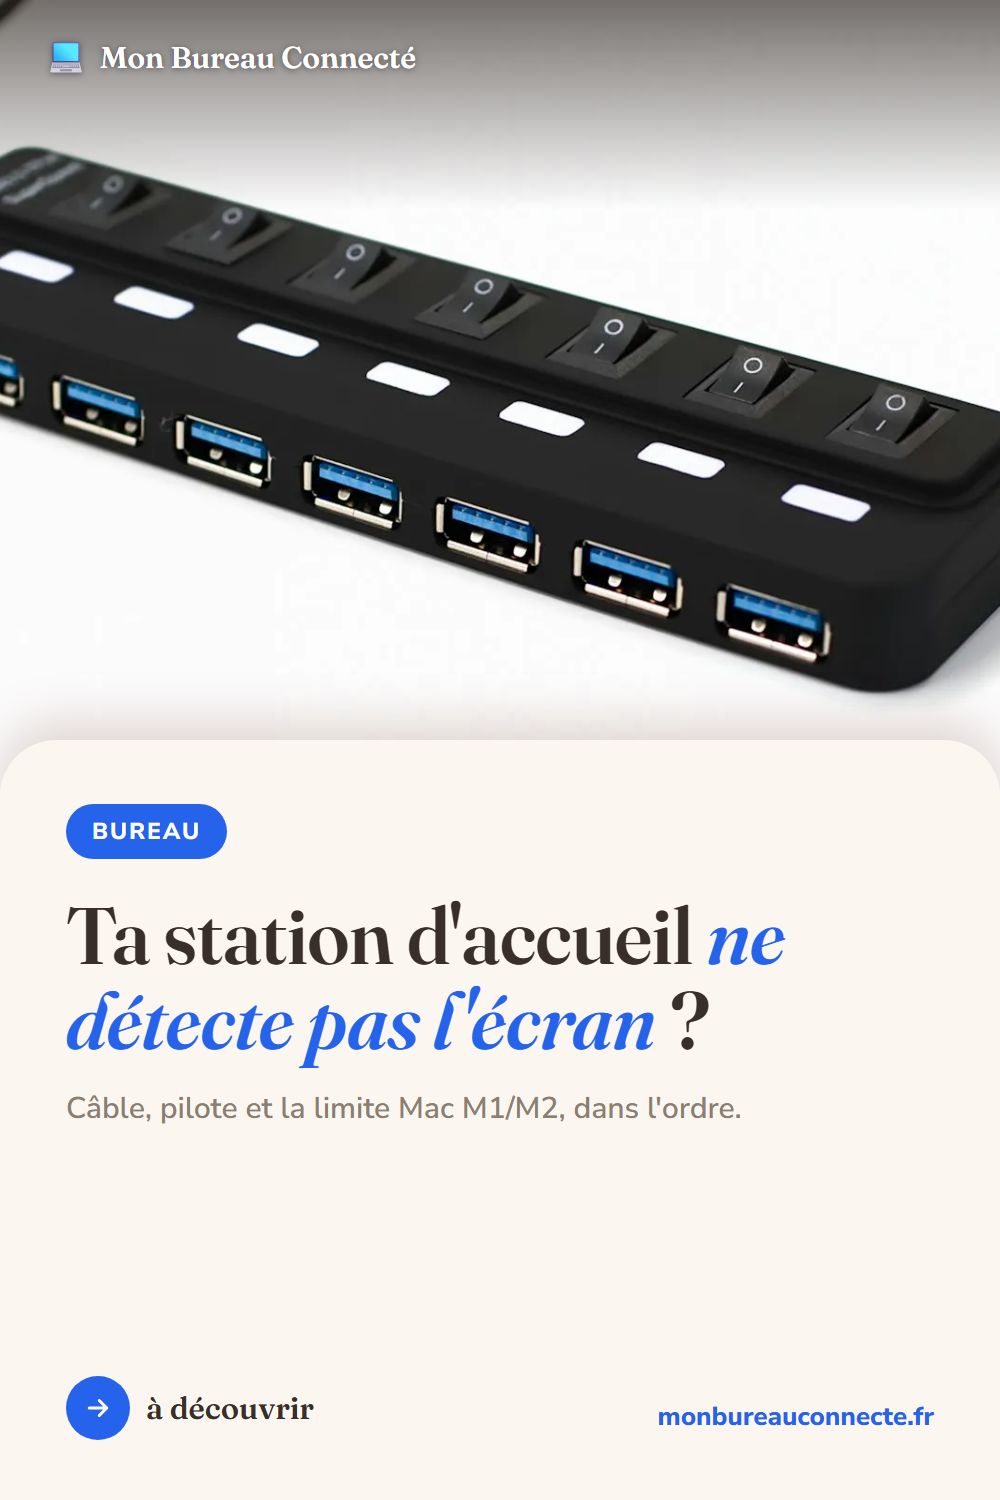 Mon Bureau Connecté
BUREAU
Ta station d'accueil ne
détecte pas l'écran ?
Câble, pilote et la limite Mac M1/M2, dans l'ordre.
à découvrir
monbureauconnecte.fr